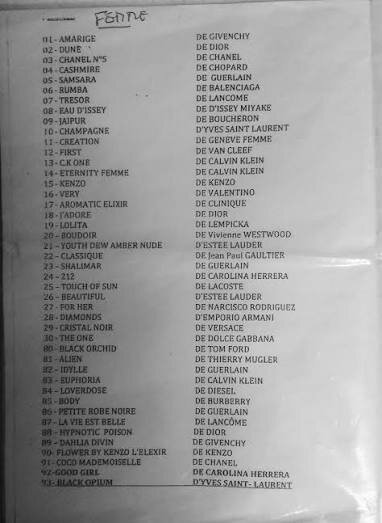 FEMME
01 - AMARIGE DE GIVENCHY
02 - DUNE DE DIOR
03 - CHANEL N°5 DE CHANEL
04 - CASHMIRE DE CHOPARD
05 - SAMSARA DE GUERLAIN
06 - RUMBA DE BALENCIAGA
07 - TRESOR DE LANCOME
08 - EAU D'ISSEY DE D'ISSEY MIYAKE
09 - JAIPUR DE BOUCHERON
10 - CHAMPAGNE D'YVES SAINT LAURENT
11 - CREATION DE GENEVE FEMME
12 - FIRST DE VAN CLEEF
13 - C.K ONE DE CALVIN KLEIN
14 - ETERNITY FEMME DE CALVIN KLEIN
15 - KENZO DE KENZO
16 - VERY DE VALENTINO
17 - AROMATIC ELIXIR DE CLINIQUE
18 - J'ADORE DE DIOR
19 - LOLITA DE LEMPICKA
20 - BOUDOIR DE Vivienne WESTWOOD
21 - YOUTH DEW AMBER NUDE D'ESTEE LAUDER
22 - CLASSIQUE DE Jean Paul GAULTIER
23 - SHALIMAR DE GUERLAIN
24 - 212 DE CAROLINA HERERA
25 - TOUCH OF SUN DE LACOSTE
26 - BEAUTIFUL D'ESTEE LAUDER
27 - FOR HER DE NARCISO RODRIGUEZ
28 - DIAMONDS D'EMPORIO ARMANI
29 - CRISTAL NOIR DE VERSACE
30 - THE ONE DE DOLCE GABBANA
80 - BLACK ORCHID DE TOM FORD
81 - ALIEN DE THIERRY MUGLER
82 - IDYLLE DE GUERLAIN
83 - EUPHORIA DE CALVIN KLEIN
84 - LOVERDOSE DE DIESEL
85 - BODY DE BURBERRY
86 - PETITE ROBE NOIRE DE GUERLAIN
87 - LA VIE EST BELLE DE LANCÔME
88 - HYPNOTIC POISON DE DIOR
89 - DAHLIA DIVIN DE GIVENCHY
90- FLOWER BY KENZO L'ELEXIR DE KENZO
91 - COCO MADEMOISELLE DE CHANEL
92-GOOD GIRL DE CAROLINA HERRERA
93- BLACK OPIUM D'YVES SAINT- LAURENT